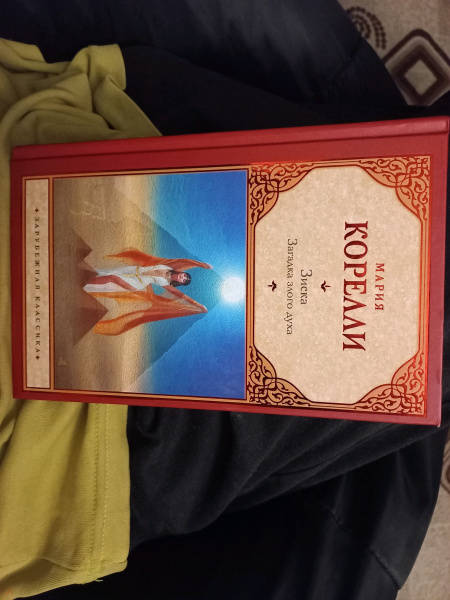 МАРИЯ
КОРЕЛЛИ
Зиска
Загадка злого духа
ЗАРУБЕЖНАЯ КЛАССИКА